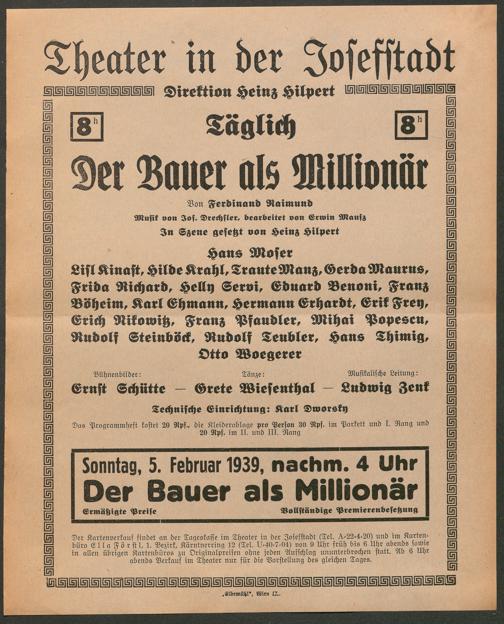 Theater in der Josefstadt
Direktion Heinz Hilpert
8h Täglich 8h
Der Bauer als Millionär
Von Ferdinand Raimund
Musik von Jos. Drechsler, bearbeitet von Erwin Mausz
In Szene gesetzt von Heinz Hilpert
Hans Moser
Lisl Kinast, Hilde Krahl, Traute Manz, Gerda Maurus,
Frida Richard, Helly Servi, Eduard Benoni, Franz
Böheim, Karl Ehmann, Hermann Erhardt, Erik Frey,
Erich Nikowitz, Franz Pfaudler, Mihai Popescu,
Rudolf Steinböck, Rudolf Teubler, Hans Thimig,
Otto Woegerer
Bühnenbilder: Tänze: Musikalische Leitung:
Ernst Schütte — Grete Wiesenthal — Ludwig Zenk
Technische Einrichtung: Karl Dworsky
Das Programmheft kostet 20 Rpf., die Kleiderablage pro Person 30 Rpf. im Parkett und I. Rang und
20 Rpf. im II. und III. Rang
Sonntag, 5. Februar 1939, nachm. 4 Uhr
Der Bauer als Millionär
Ermäßigte Preise Vollständige Premierenbesetzung
Der Kartenverkauf findet an der Tageskasse im Theater in der Josefstadt (Tel. A-22-4-20) und im Karten-
büro Ella Förstl, I. Bezirk, Kärntnerring 12 (Tel. U-40-7-04) von 9 Uhr früh bis 6 Uhr abends sowie
in allen übrigen Kartenbüros zu Originalpreisen ohne jeden Aufschlag ununterbrochen statt. Ab 6 Uhr
abends Verkauf im Theater nur für die Vorstellung des gleichen Tages.
„Elbemühl“, Wien